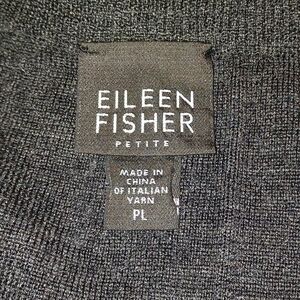 EILEEN
FISHER
PETITE
MADE IN
CHINA
OF ITALIAN
YARN
PL